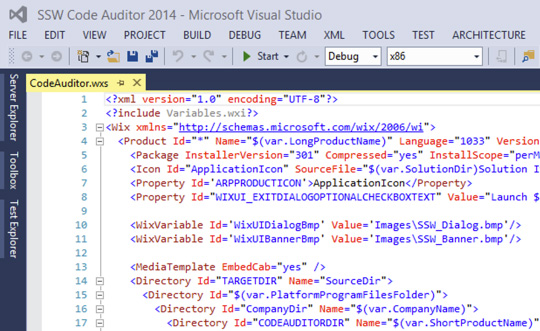 SSW Code Auditor 2014 - Microsoft Visual Studio
FILE EDIT VIEW PROJECT BUILD DEBUG TEAM XML TOOLS TEST ARCHITECTURE
Start Debug x86
Server Explorer
Toolbox
Test Explorer
CodeAuditor.wxs
1 <?xml version="1.0" encoding="UTF-8"?>
2 <?include Variables.wxi?>
3 <Wix xmlns="http://schemas.microsoft.com/wix/2006/wi">
4 <Product Id="*" Name="$(var.LongProductName)" Language="1033" Version
5 <Package InstallerVersion="301" Compressed="yes" InstallScope="perM
6 <Icon Id="ApplicationIcon" SourceFile="$(var.SolutionDir)Solution I
7 <Property Id='ARPPRODUCTICON'>ApplicationIcon</Property>
8 <Property Id="WIXUI_EXITDIALOGOPTIONALCHECKBOXTEXT" Value="Launch $
9
10 <WixVariable Id='WixUIDialogBmp' Value='Images\SSW_Dialog.bmp'/>
11 <WixVariable Id='WixUIBannerBmp' Value='Images\SSW_Banner.bmp'/>
12
13 <MediaTemplate EmbedCab="yes" />
14 <Directory Id="TARGETDIR" Name="SourceDir">
15 <Directory Id="$(var.PlatformProgramFilesFolder)">
16 <Directory Id="CompanyDir" Name="$(var.CompanyName)">
17 <Directory Id="CODEAUDITORDIR" Name="$(var.ShortProductName)"